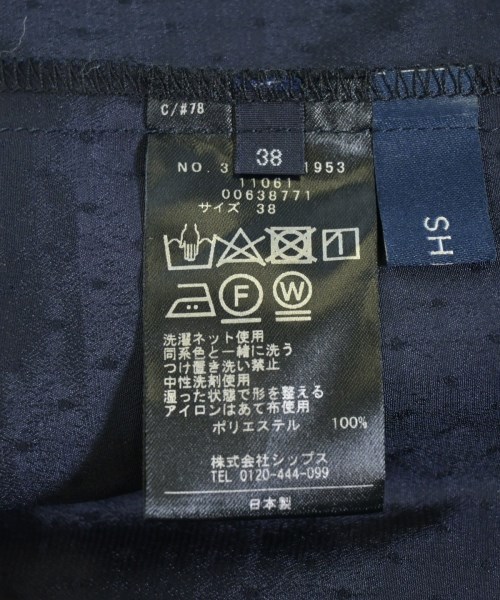 C/#78
38
NO. 3 1953
11061
00638771
サイズ 38
F W
洗濯ネット使用
同系色と一緒に洗う
つけ置き洗い禁止
中性洗剤使用
湿った状態で形を整える
アイロンはあて布使用
ポリエステル 100%
株式会社シップス
TEL 0120-444-099
日本製
SH